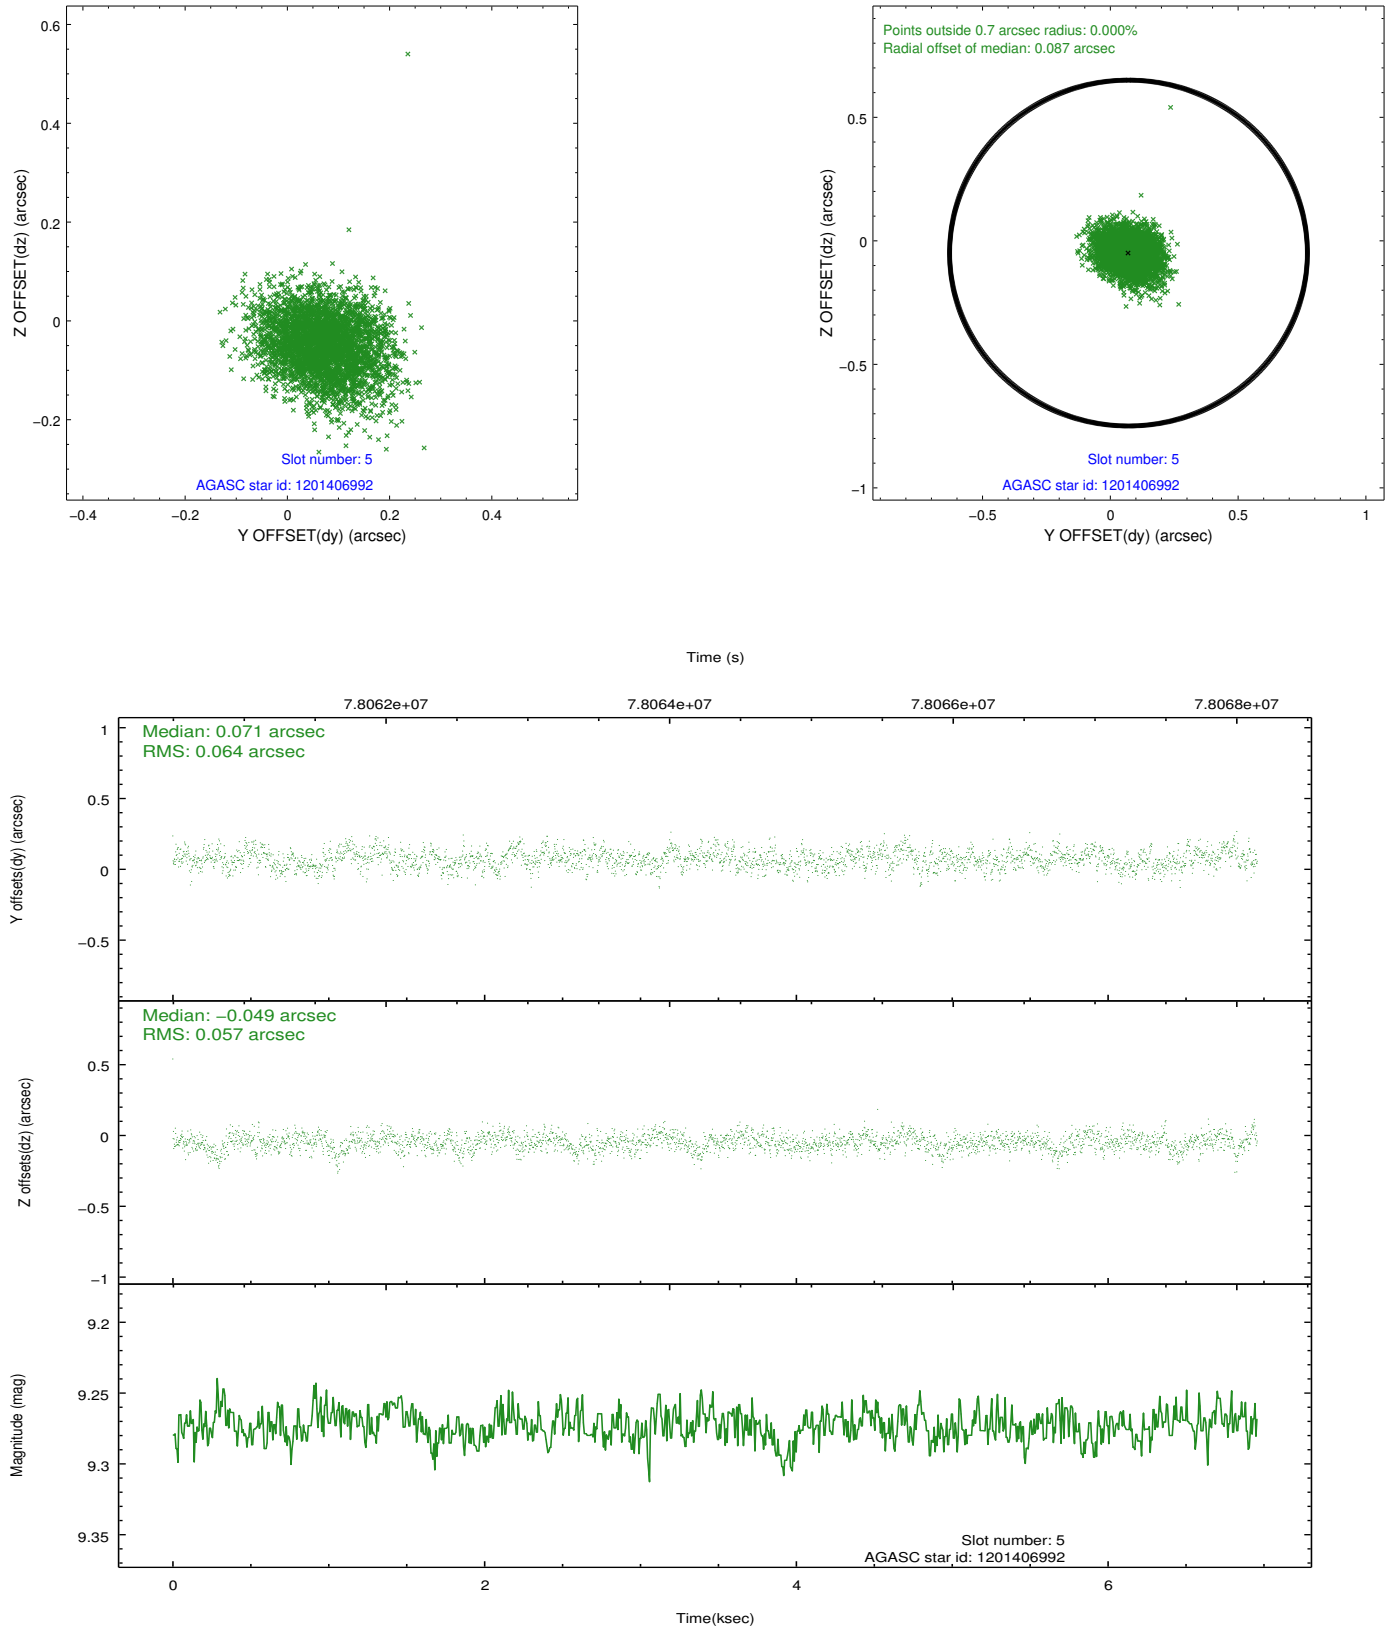 0.6
0.4
0.2
0
−0.2
Z OFFSET(dz) (arcsec)
Slot number: 5
AGASC star id: 1201406992
−0.4 −0.2 0 0.2 0.4
Y OFFSET(dy) (arcsec)
Points outside 0.7 arcsec radius: 0.000%
Radial offset of median: 0.087 arcsec
0.5
0
−0.5
−1
Z OFFSET(dz) (arcsec)
Slot number: 5
AGASC star id: 1201406992
−0.5 0 0.5 1
Y OFFSET(dy) (arcsec)
Time (s)
7.8062e+07 7.8064e+07 7.8066e+07 7.8068e+07
Median: 0.071 arcsec
RMS: 0.064 arcsec
1
0.5
0
−0.5
Y offsets(dy) (arcsec)
Median: −0.049 arcsec
RMS: 0.057 arcsec
0.5
0
−0.5
−1
Z offsets(dz) (arcsec)
9.2
9.25
9.3
9.35
Magnitude (mag)
Slot number: 5
AGASC star id: 1201406992
0 2 4 6
Time(ksec)